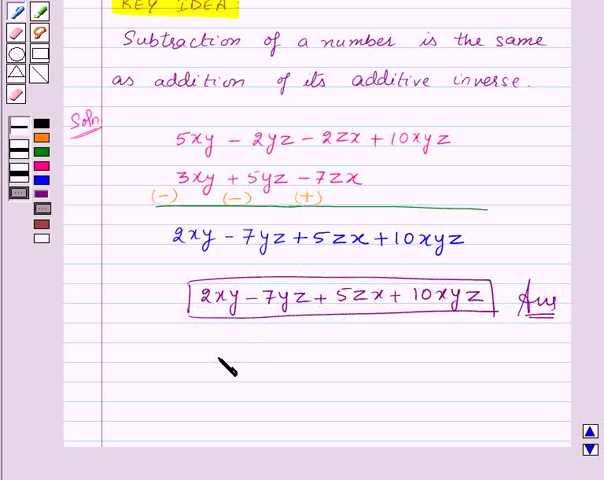 KEY IDEA:
Subtraction of a number is the same
as addition of its additive inverse.
Soln
5xy - 2yz - 2zx + 10xyz
3xy + 5yz - 7zx
(-) (-) (+)
2xy - 7yz + 5zx + 10xyz
2xy - 7yz + 5zx + 10xyz Ans